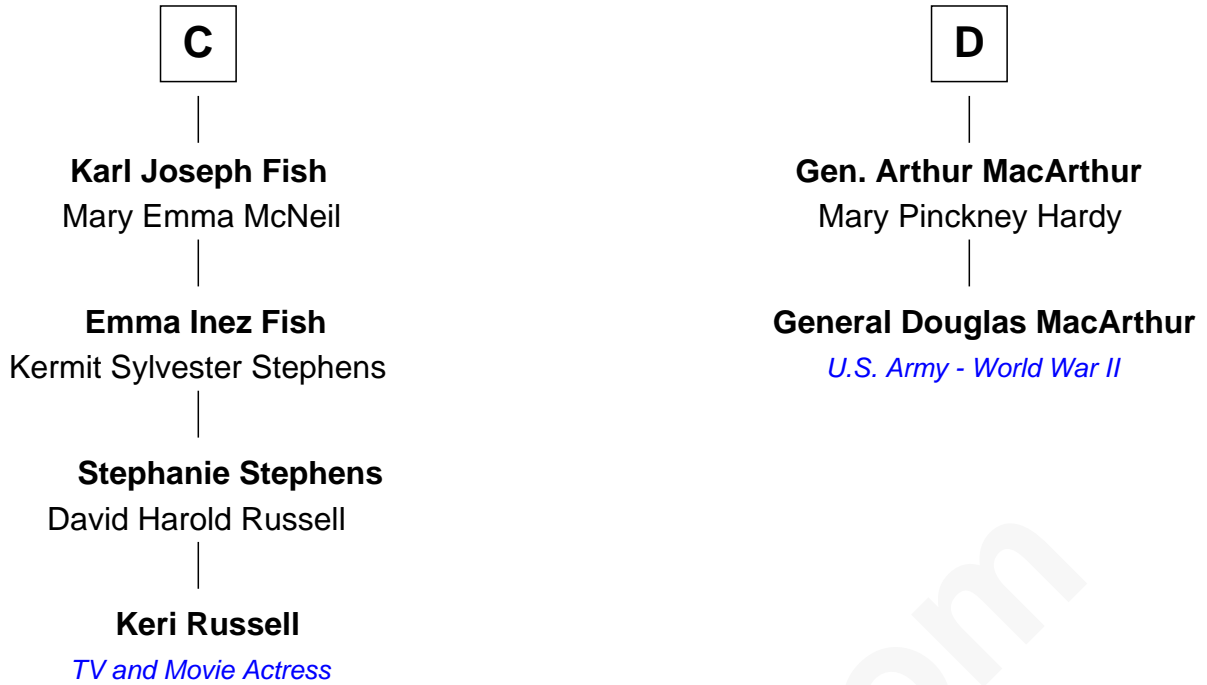 C
Karl Joseph Fish
Mary Emma McNeil
Emma Inez Fish
Kermit Sylvester Stephens
Stephanie Stephens
David Harold Russell
Keri Russell
TV and Movie Actress
D
Gen. Arthur MacArthur
Mary Pinckney Hardy
General Douglas MacArthur
U.S. Army - World War II
om